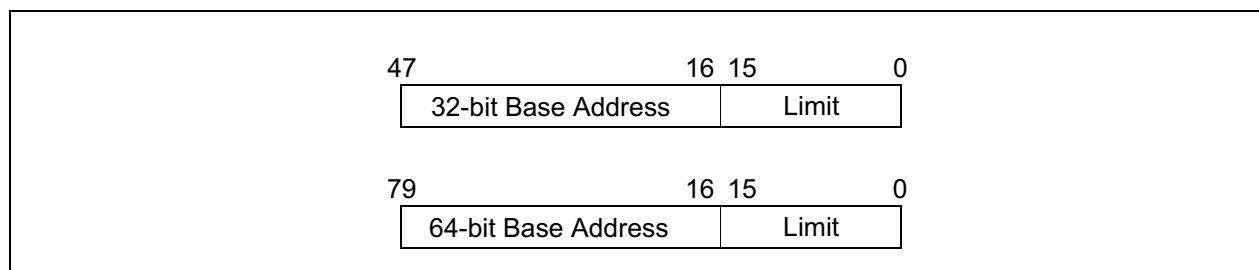 47 16 15 0
32-bit Base Address Limit
79 16 15 0
64-bit Base Address Limit